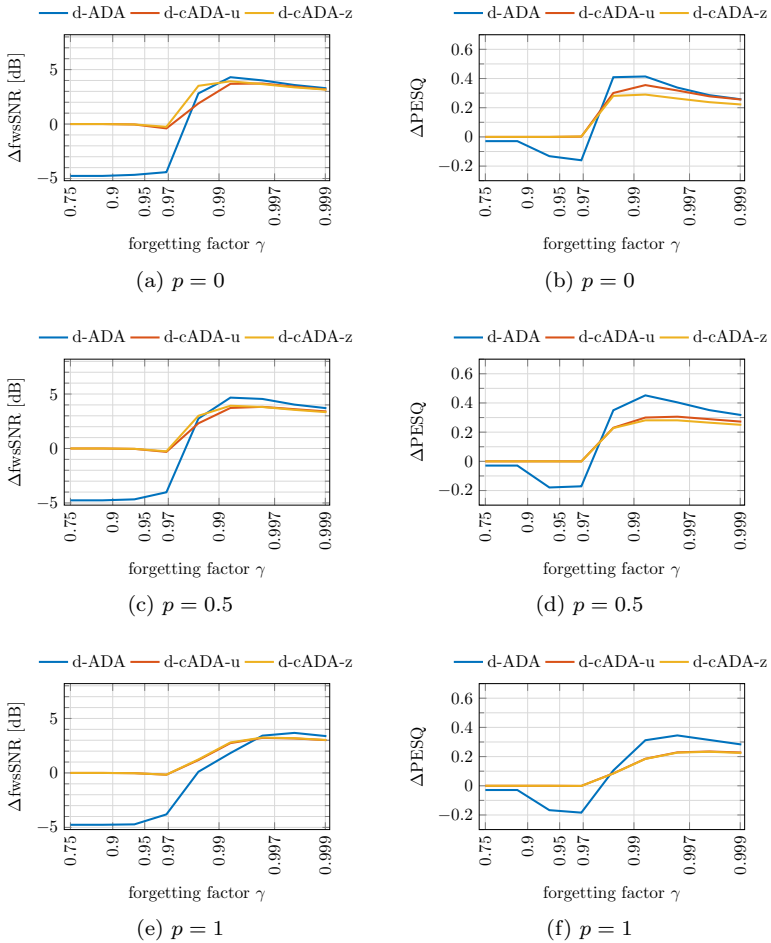 d-ADA d-cADA-u d-cADA-z
ΔfwsSNR [dB]
5
0
−5
0.75
0.9
0.95
0.97
0.99
0.997
0.999
forgetting factor γ
(a) p = 0
d-ADA d-cADA-u d-cADA-z
ΔPESQ
0.6
0.4
0.2
0
−0.2
0.75
0.9
0.95
0.97
0.99
0.997
0.999
forgetting factor γ
(b) p = 0
d-ADA d-cADA-u d-cADA-z
ΔfwsSNR [dB]
5
0
−5
0.75
0.9
0.95
0.97
0.99
0.997
0.999
forgetting factor γ
(c) p = 0.5
d-ADA d-cADA-u d-cADA-z
ΔPESQ
0.6
0.4
0.2
0
−0.2
0.75
0.9
0.95
0.97
0.99
0.997
0.999
forgetting factor γ
(d) p = 0.5
d-ADA d-cADA-u d-cADA-z
ΔfwsSNR [dB]
5
0
−5
0.75
0.9
0.95
0.97
0.99
0.997
0.999
forgetting factor γ
(e) p = 1
d-ADA d-cADA-u d-cADA-z
ΔPESQ
0.6
0.4
0.2
0
−0.2
0.75
0.9
0.95
0.97
0.99
0.997
0.999
forgetting factor γ
(f) p = 1